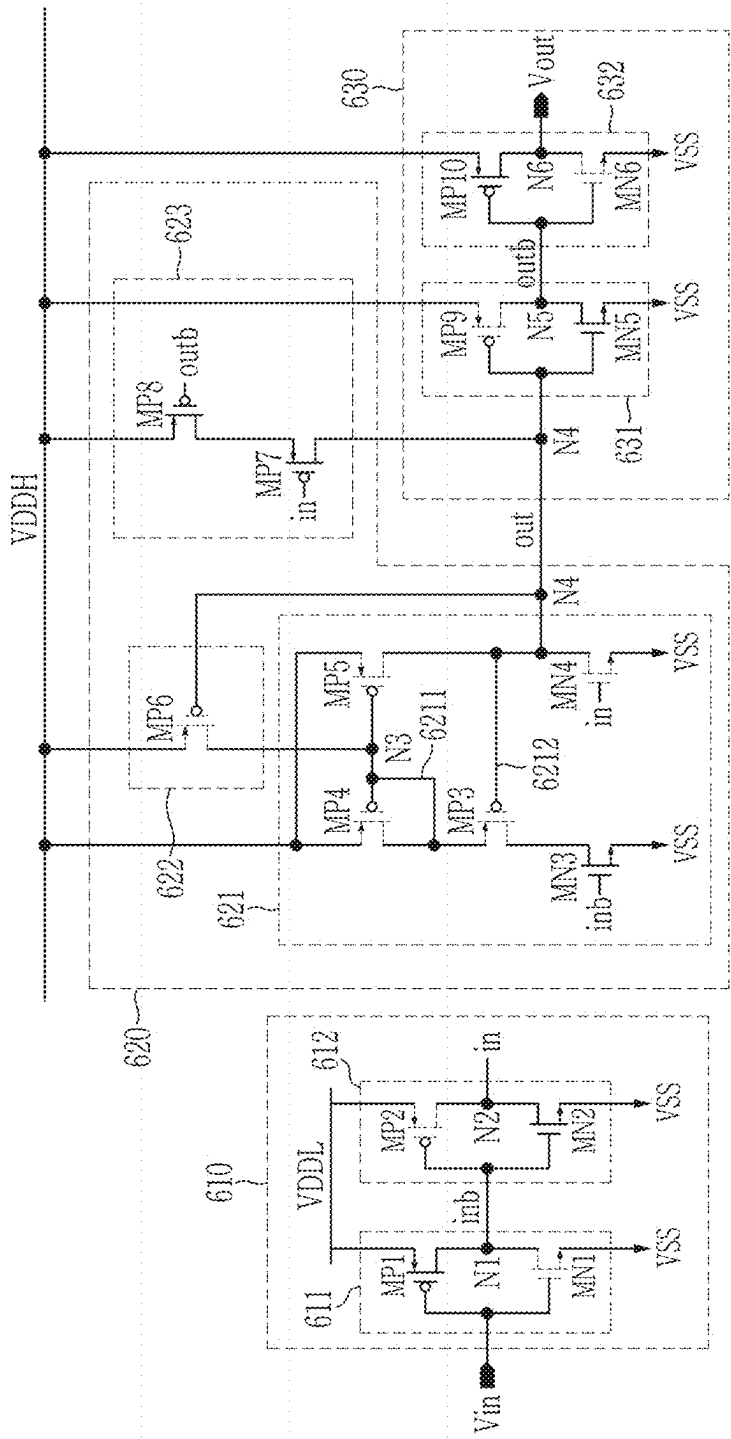 VDDH
620
622
MP6
623
MP8
outb
MP7
in
621
MP4
MP5
N3
6211
MP3
6212
inb
MN3
VSS
in
MN4
VSS
N4
out
N4
630
631
MP9
N5
MN5
VSS
outb
632
MP10
N6
MN6
VSS
Vout
610
VDDL
611
MP1
N1
MN1
VSS
Vin
inb
612
MP2
N2
MN2
VSS
in